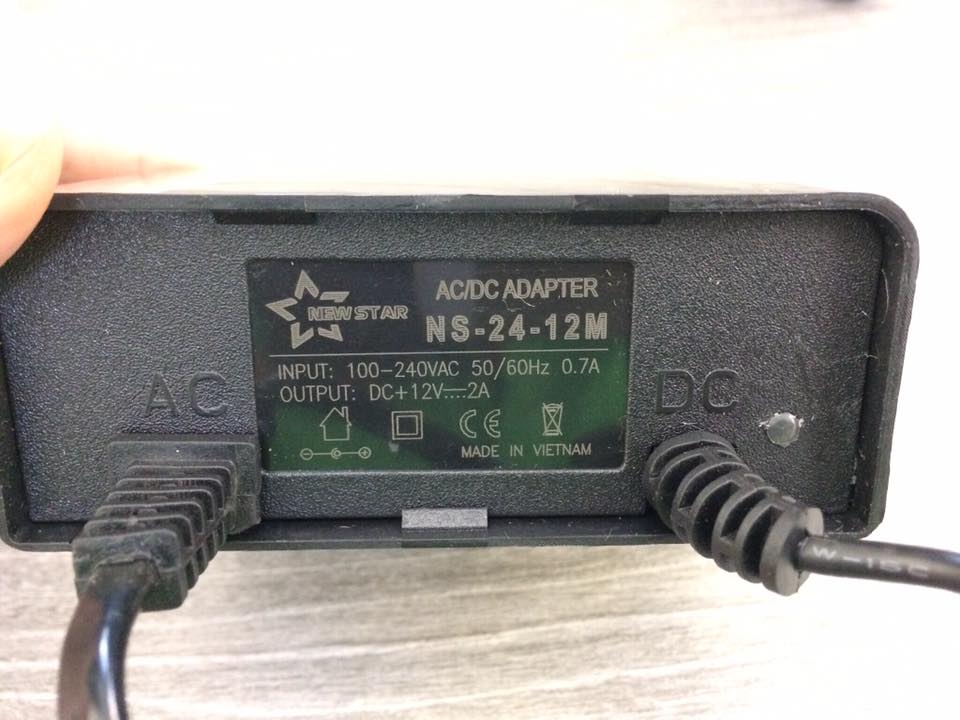 NEW STAR
AC/DC ADAPTER
NS-24-12M
INPUT: 100-240VAC 50/60Hz 0.7A
OUTPUT: DC+12V⎓2A
AC
DC
CE
MADE IN VIETNAM